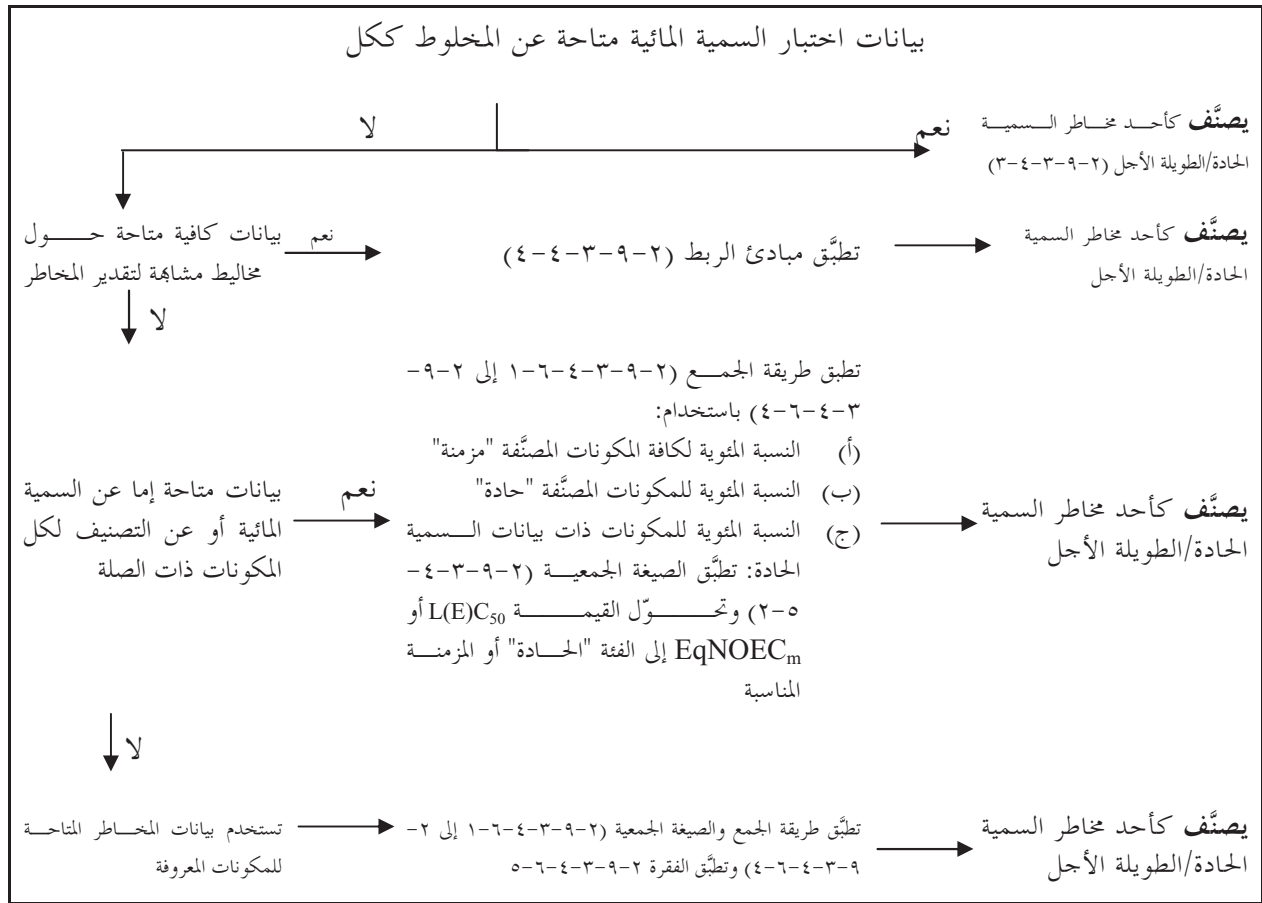 بيانات اختبار السمية المائية متاحة عن المخلوط ككل
لا
نعم
يصنَّف كأحد مخاطر السمية
الحادة/الطويلة الأجل (٢-٩-٣-٤-٣)
بيانات كافية متاحة حول
مخاليط مشابهة لتقدير المخاطر
نعم
تطبَّق مبادئ الربط (٢-٩-٣-٤-٤)
يصنَّف كأحد مخاطر السمية
الحادة/الطويلة الأجل
لا
بيانات متاحة إما عن السمية
المائية أو عن التصنيف لكل
المكونات ذات الصلة
نعم
تطبق طريقة الجمع (٢-٩-٣-٤-٦-١ إلى ٢-٩-
٣-٤-٦-٤) باستخدام:
(أ) النسبة المئوية لكافة المكونات المصنَّفة "مزمنة"
(ب) النسبة المئوية للمكونات المصنَّفة "حادة"
(ج) النسبة المئوية للمكونات ذات بيانات السمية
الحادة: تطبَّق الصيغة الجمعية (٢-٩-٣-٤-
٥-٢) وتحوّل القيمة L(E)C50 أو
EqNOECm إلى الفئة "الحادة" أو المزمنة
المناسبة
يصنَّف كأحد مخاطر السمية
الحادة/الطويلة الأجل
لا
تستخدم بيانات المخاطر المتاحة
للمكونات المعروفة
تطبَّق طريقة الجمع والصيغة الجمعية (٢-٩-٣-٤-٦-١ إلى ٢-
٩-٣-٤-٦-٤) وتطبَّق الفقرة ٢-٩-٣-٤-٦-٥
يصنَّف كأحد مخاطر السمية
الحادة/الطويلة الأجل